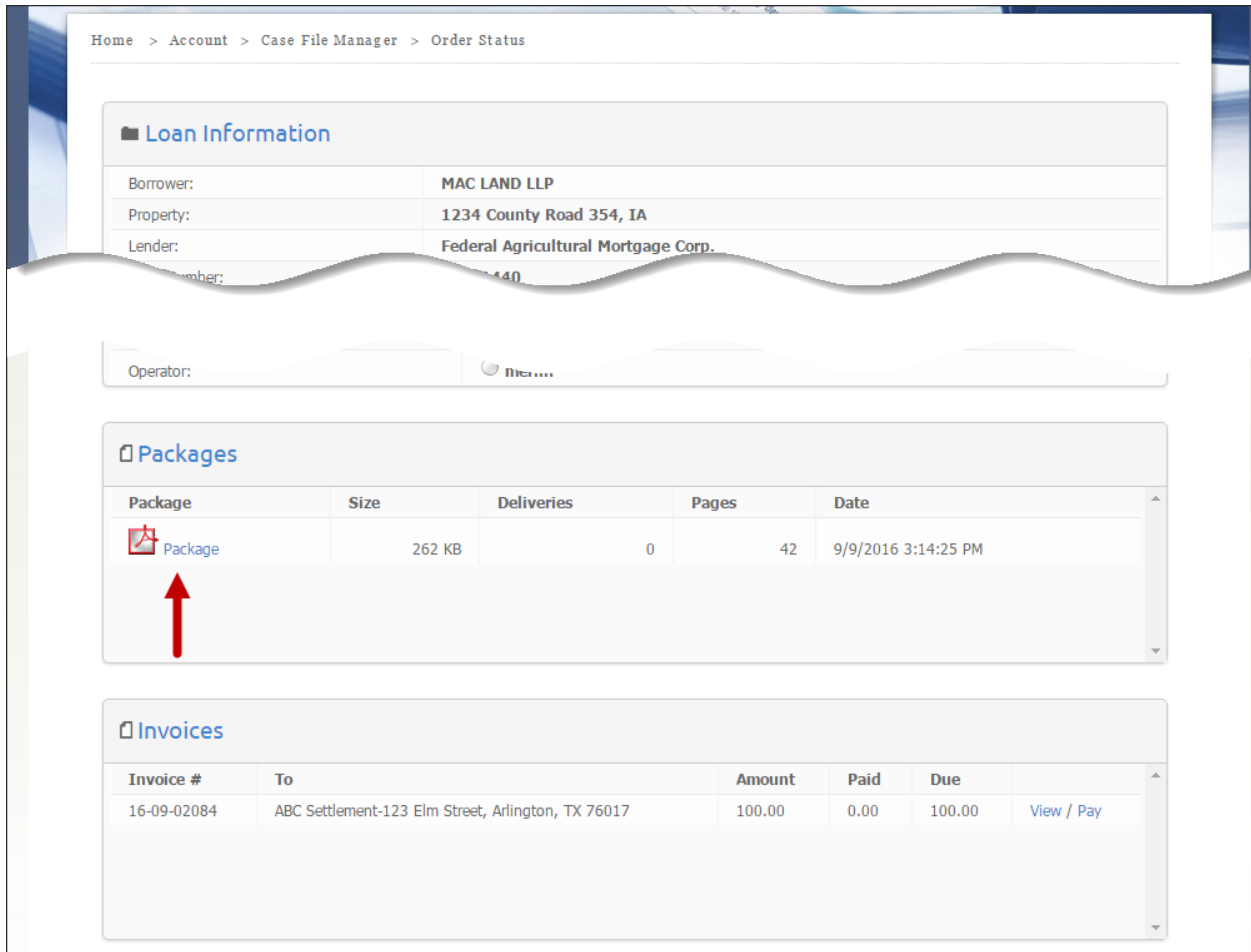 Home > Account > Case File Manager > Order Status
Loan Information
Borrower: MAC LAND LLP
Property: 1234 County Road 354, IA
Lender: Federal Agricultural Mortgage Corp.
Operator:
Packages
Package Size Deliveries Pages Date
Package 262 KB 0 42 9/9/2016 3:14:25 PM
Invoices
Invoice # To Amount Paid Due
16-09-02084 ABC Settlement-123 Elm Street, Arlington, TX 76017 100.00 0.00 100.00 View / Pay